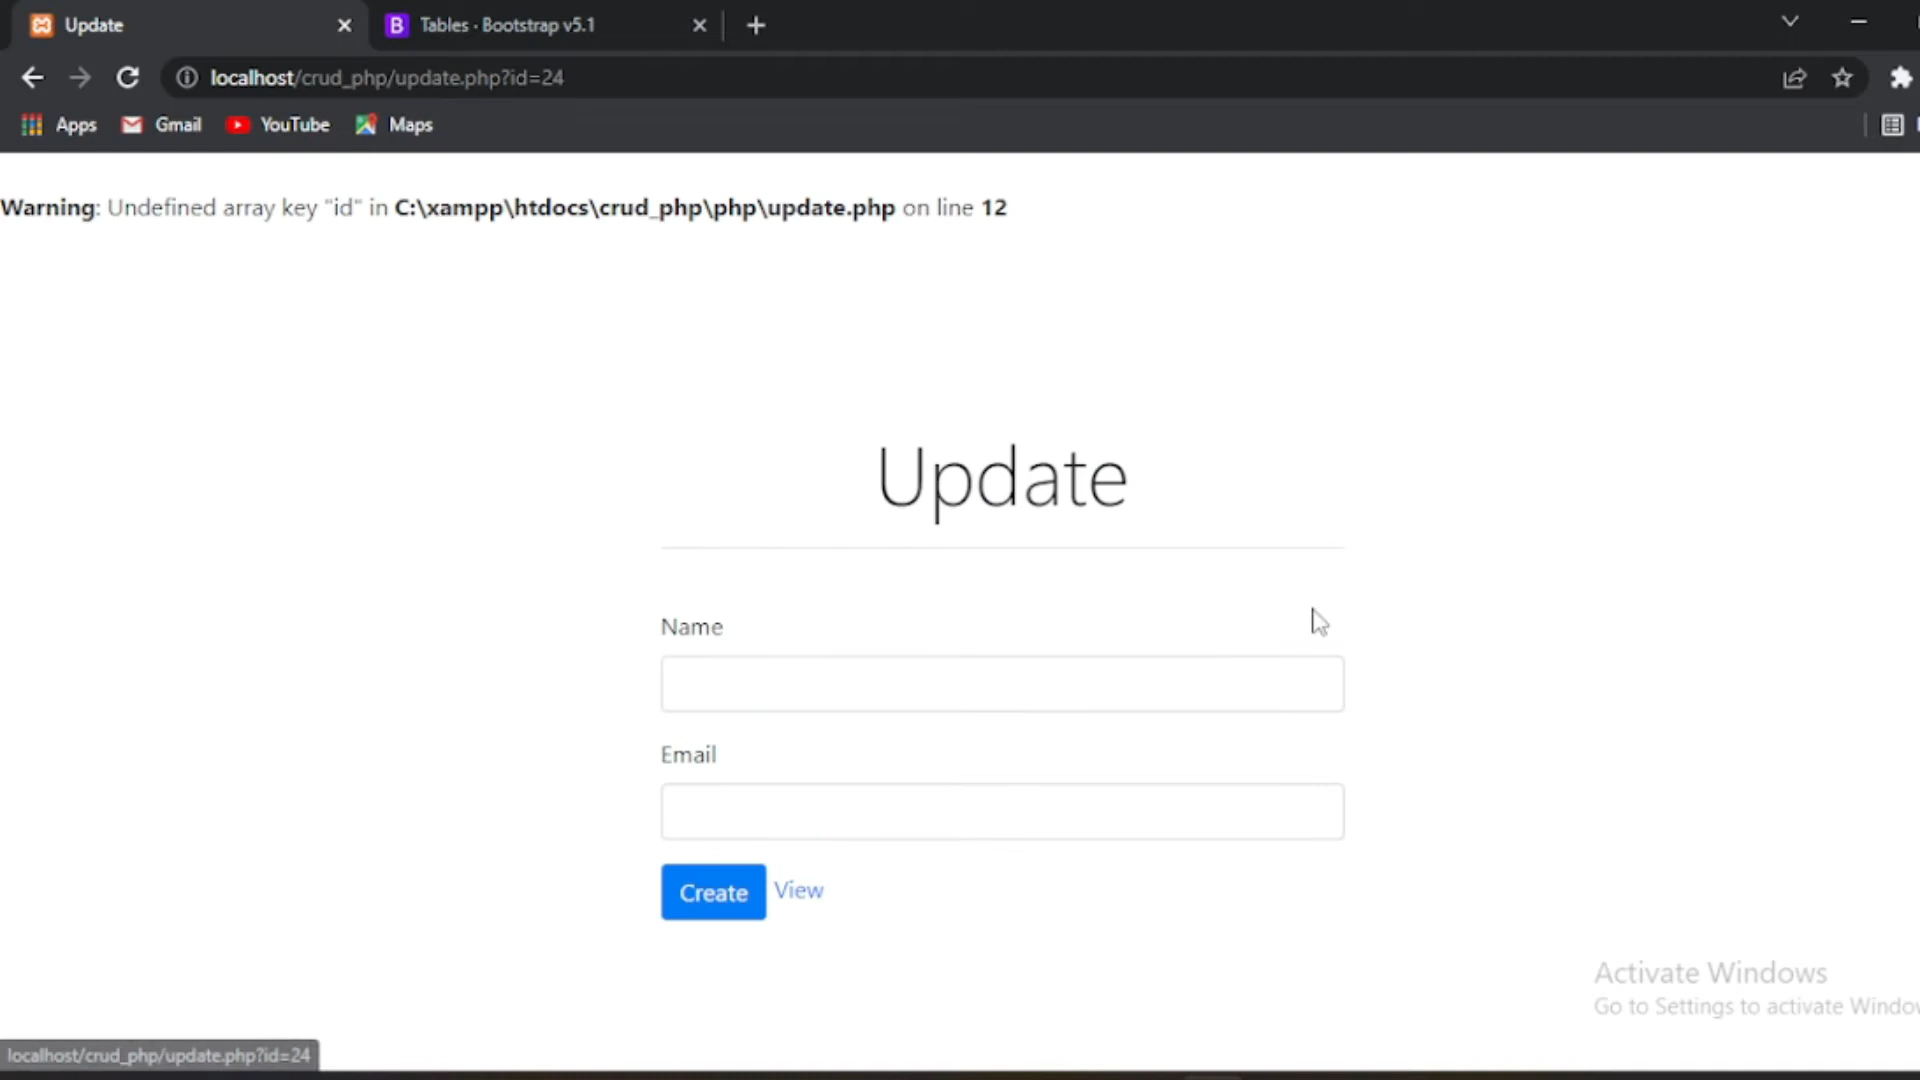 Update
B Tables · Bootstrap v5.1
localhost/crud_php/update.php?id=24
Apps Gmail YouTube Maps
Warning: Undefined array key "id" in C:\xampp\htdocs\crud_php\php\update.php on line 12
Update
Name
Email
Create View
Activate Windows
Go to Settings to activate Window
localhost/crud_php/update.php?id=24